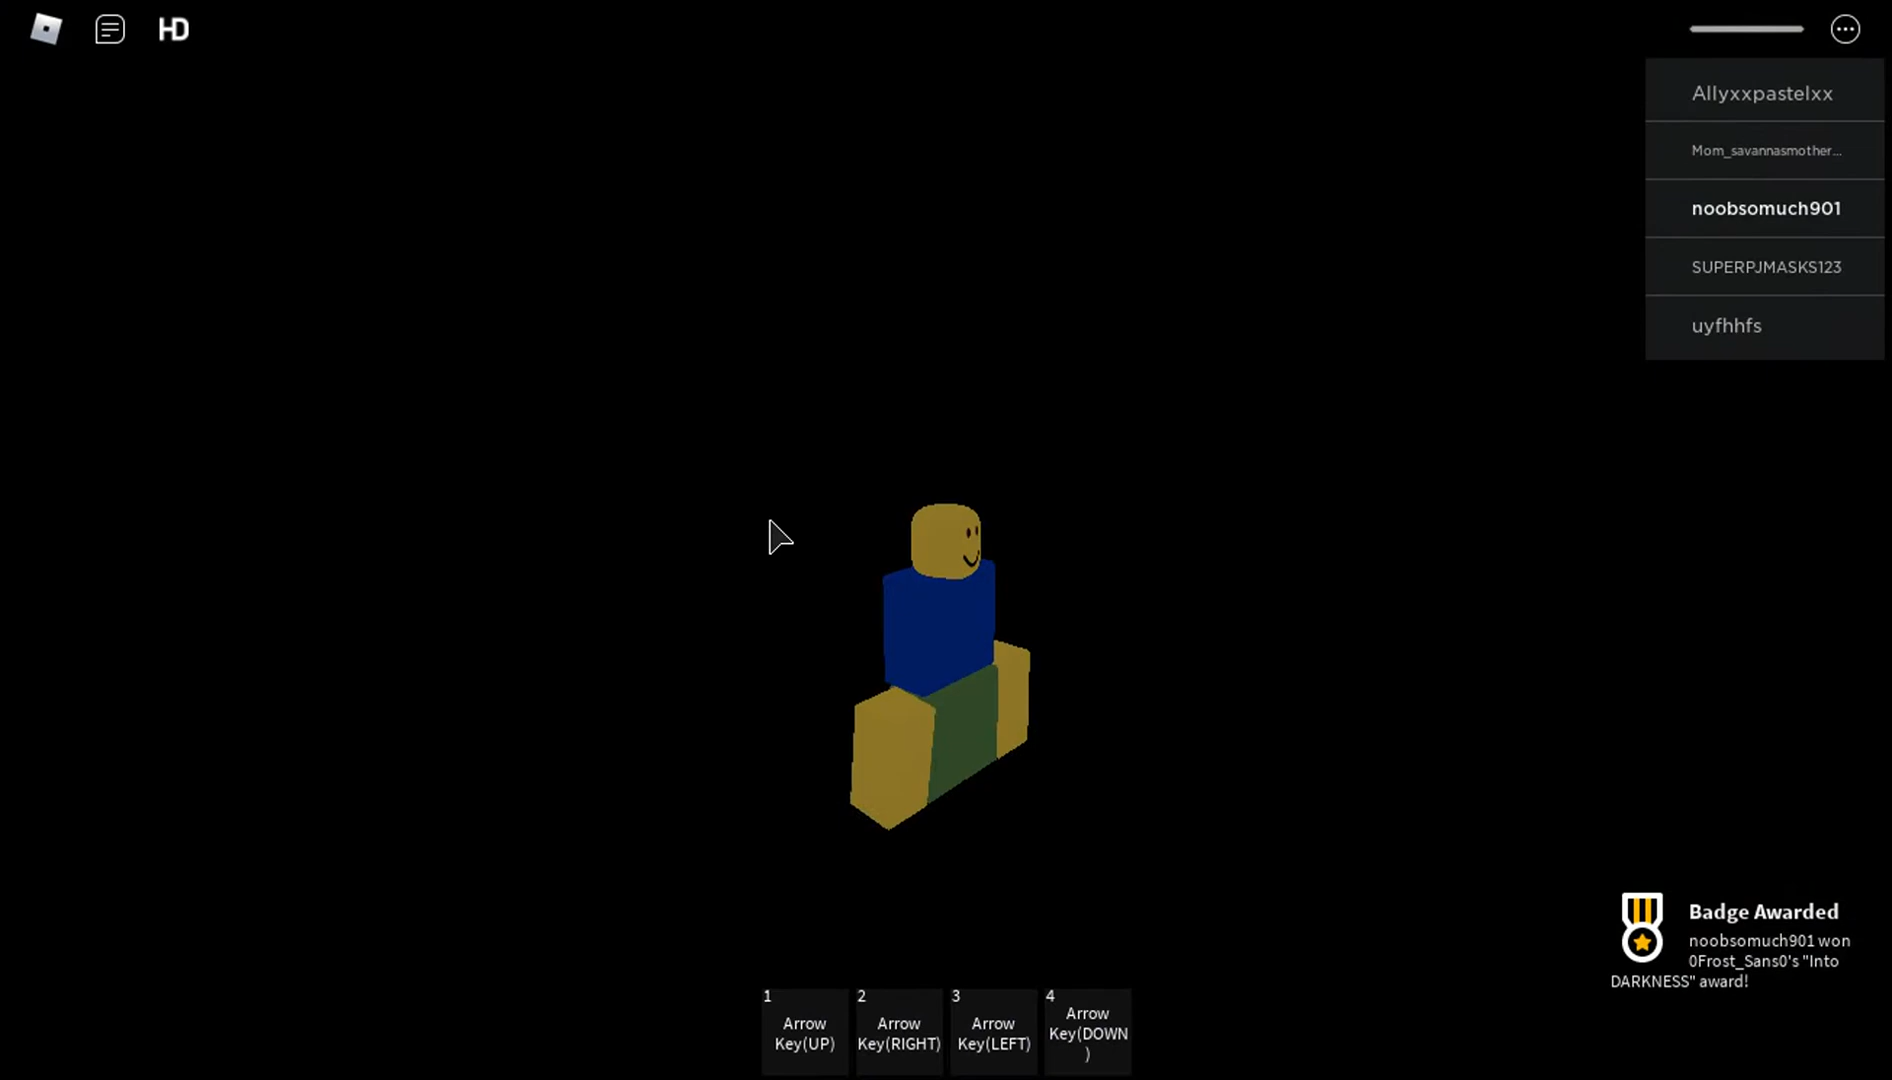 HD
Allyxxpastelxx
Mom_savannasmother...
noobsomuch901
SUPERPJMASKS123
uyfhhfs
Badge Awarded
noobsomuch901 won
0Frost_Sans0's "Into
DARKNESS" award!
1
Arrow
Key(UP)
2
Arrow
Key(RIGHT)
3
Arrow
Key(LEFT)
4
Arrow
Key(DOWN
)